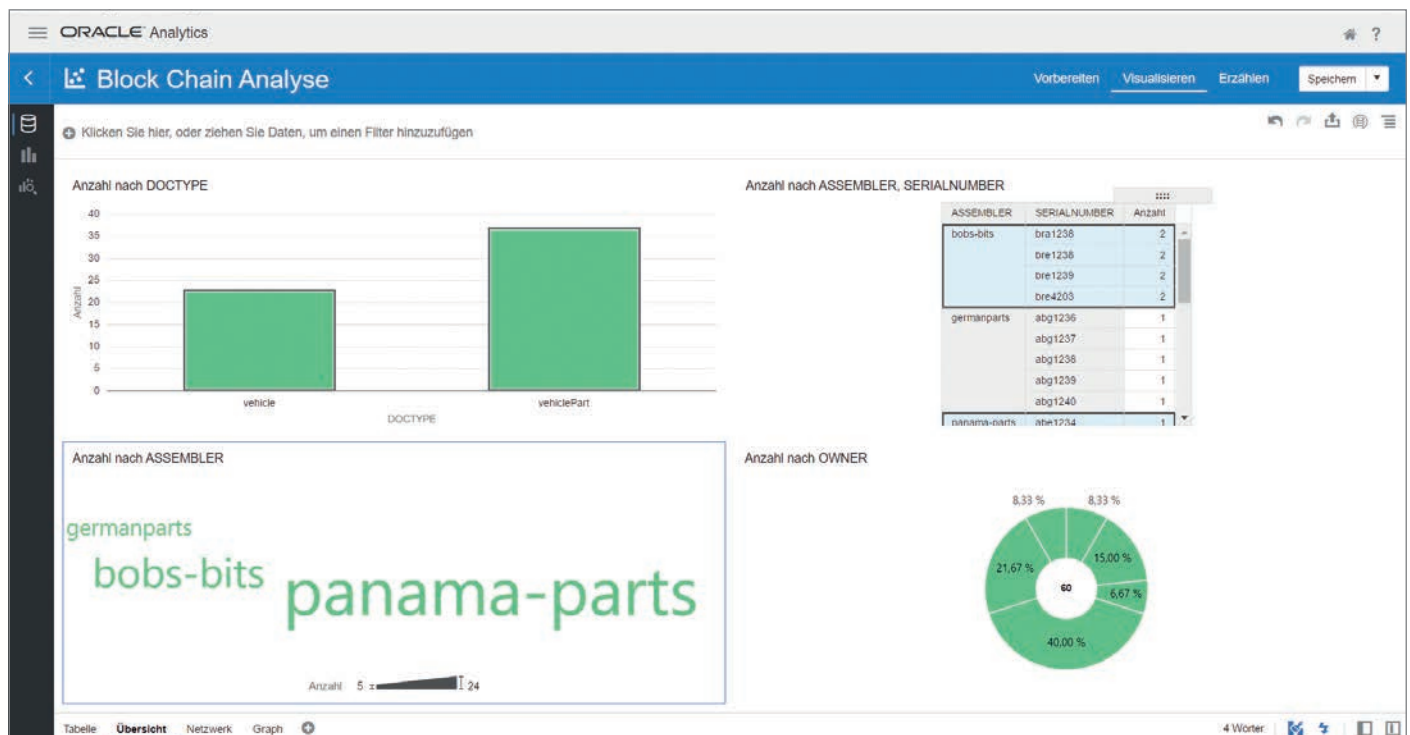 ORACLE Analytics
?
Block Chain Analyse
Vorbereiten Visualisieren Erzählen Speichern
Klicken Sie hier, oder ziehen Sie Daten, um einen Filter hinzuzufügen
Anzahl nach DOCTYPE
40
35
30
25
20
15
10
5
0
Anzahl
vehicle vehiclePart
DOCTYPE
Anzahl nach ASSEMBLER, SERIALNUMBER
ASSEMBLER SERIALNUMBER Anzahl
bobs-bits bra1238 2
bre1238 2
bre1239 2
bre4203 2
germanparts abg1236 1
abg1237 1
abg1238 1
abg1239 1
abg1240 1
panama-parts abe1234 1
Anzahl nach ASSEMBLER
germanparts
bobs-bits
panama-parts
Anzahl 5 24
Anzahl nach OWNER
8,33 % 8,33 %
15,00 %
21,67 %
60
6,67 %
40,00 %
Tabelle Übersicht Netzwerk Graph
4 Wörter